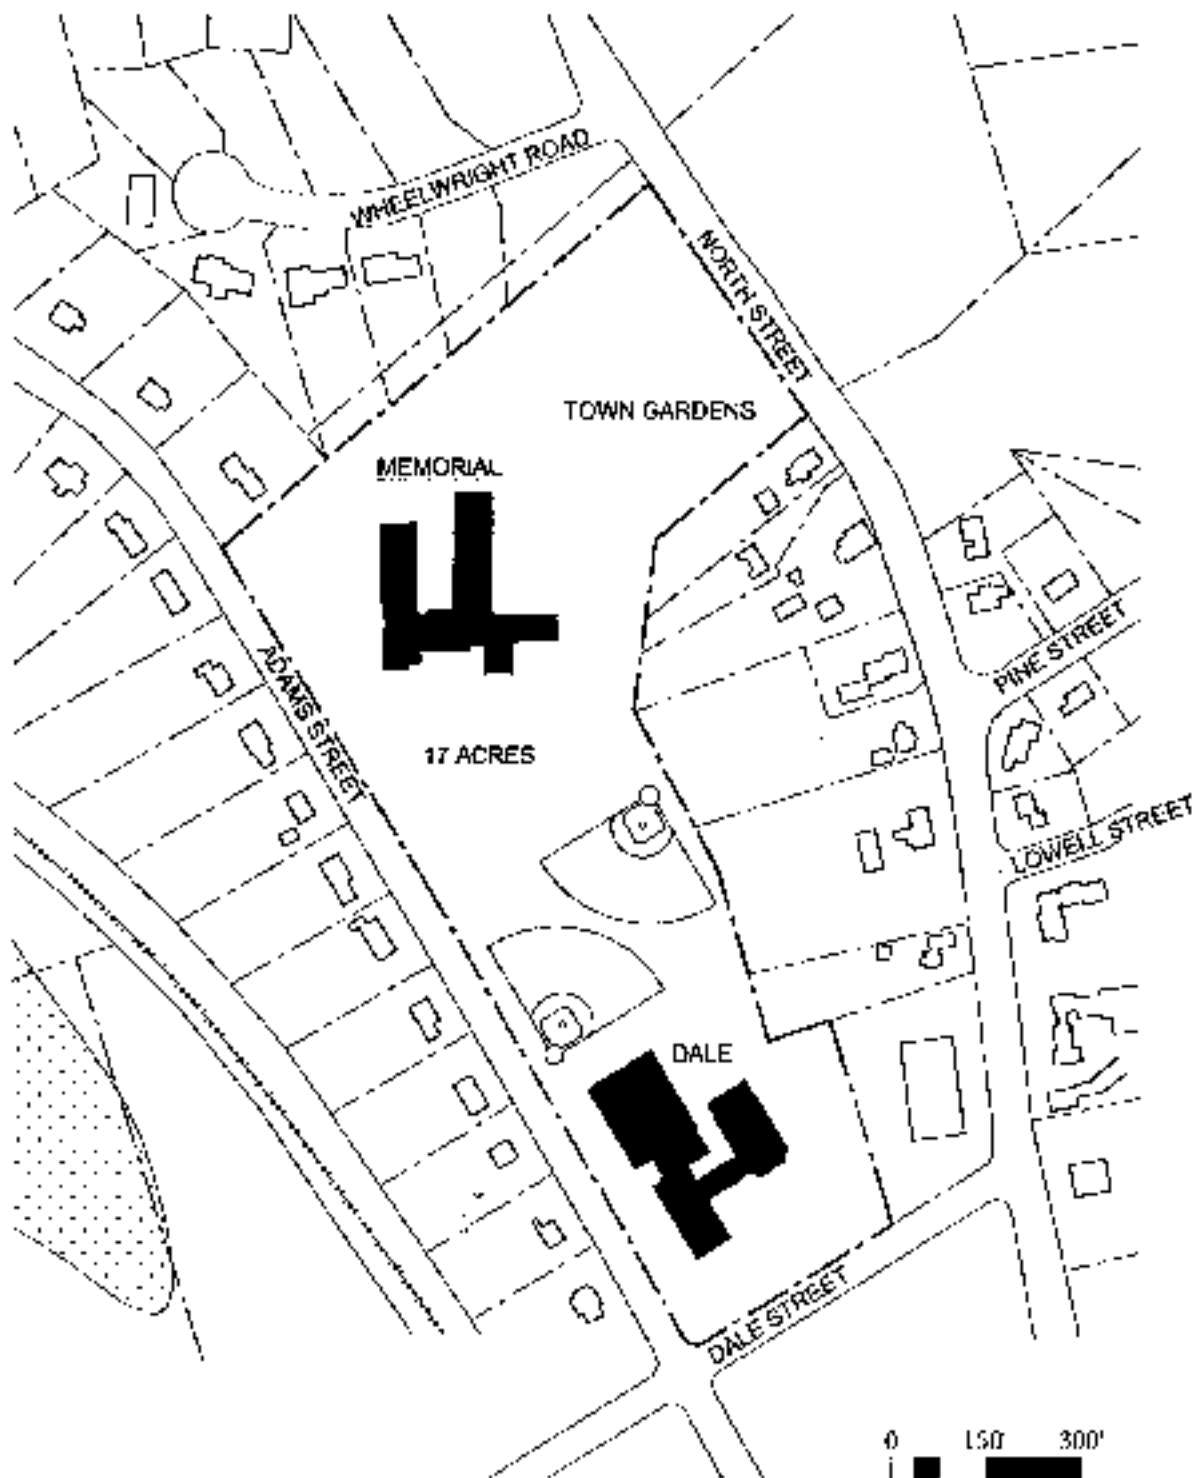 WHEELWRIGHT ROAD
NORTH STREET
TOWN GARDENS
MEMORIAL
PINE STREET
ADAMS STREET
17 ACRES
LOWELL STREET
DALE
DALE STREET
0 150' 300'